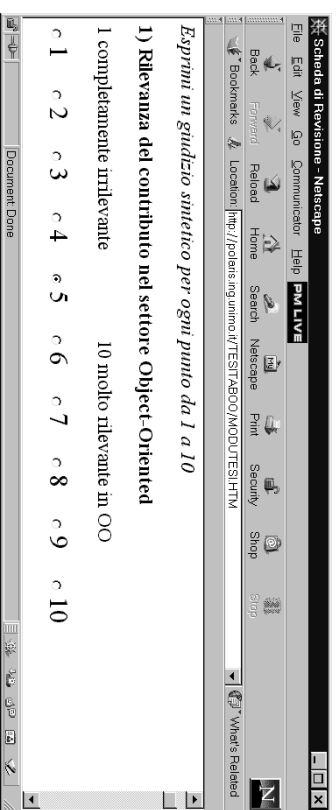 Scheda di Revisione - Netscape
File Edit View Go Communicator Help PM LIVE
Back Forward Reload Home Search Netscape Print Security Shop Stop
Bookmarks Location: http://polaris.ing.unimo.it/TESITABOO/MODUTESI.HTM What's Related
Esprimi un giudizio sintetico per ogni punto da 1 a 10
1) Rilevanza del contributo nel settore Object-Oriented
1 completamente irrilevante 10 molto rilevante in OO
1 2 3 4 5 6 7 8 9 10
Document Done